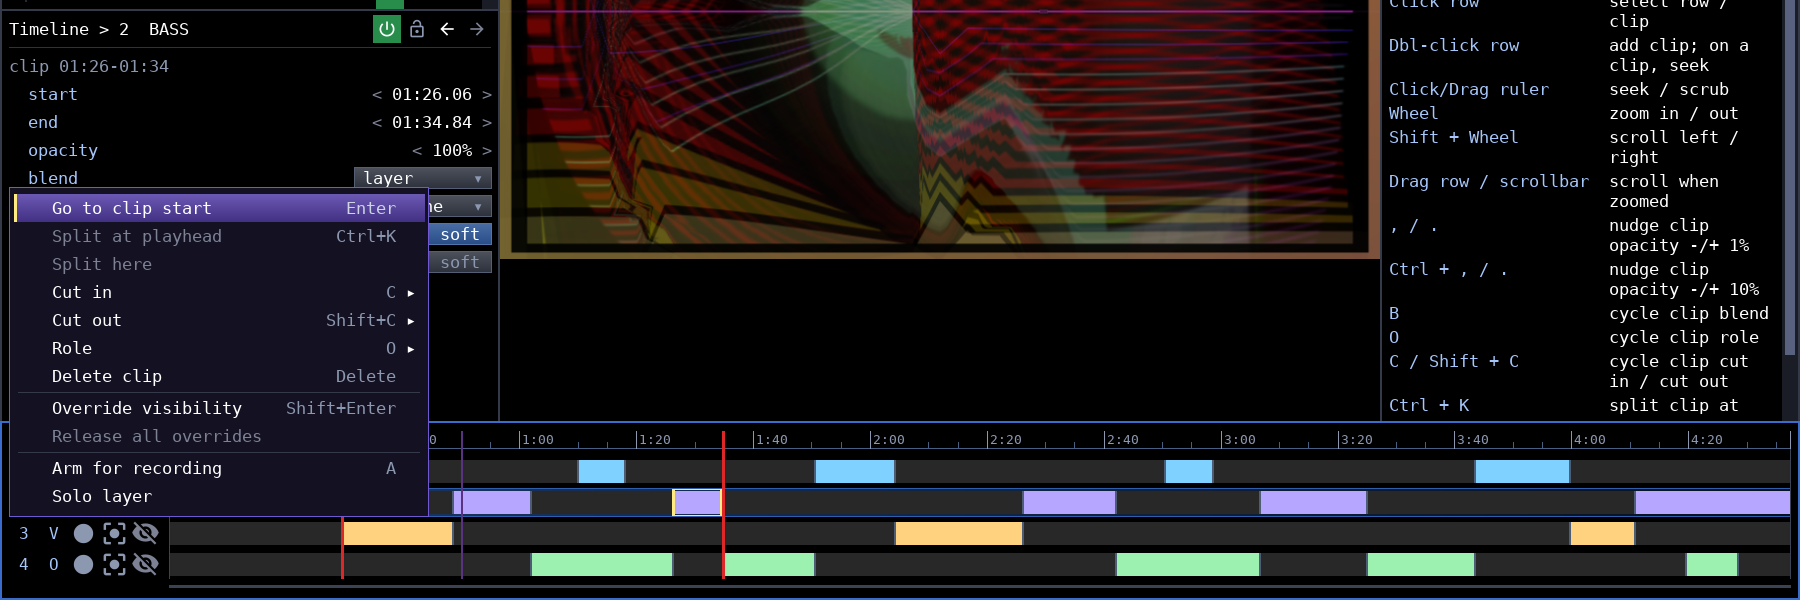 Timeline > 2  BASS
clip 01:26-01:34
start < 01:26.06 >
end < 01:34.84 >
opacity < 100% >
blend layer ▾
ne ▾
soft
soft
Go to clip start Enter
Split at playhead Ctrl+K
Split here
Cut in C ▸
Cut out Shift+C ▸
Role O ▸
Delete clip Delete
Override visibility Shift+Enter
Release all overrides
Arm for recording A
Solo layer
Click row select row /
clip
Dbl-click row add clip; on a
clip, seek
Click/Drag ruler seek / scrub
Wheel zoom in / out
Shift + Wheel scroll left /
right
Drag row / scrollbar scroll when
zoomed
, / . nudge clip
opacity -/+ 1%
Ctrl + , / . nudge clip
opacity -/+ 10%
B cycle clip blend
O cycle clip role
C / Shift + C cycle clip cut
in / cut out
Ctrl + K split clip at
0 1:00 1:20 1:40 2:00 2:20 2:40 3:00 3:20 3:40 4:00 4:20
3 V
4 O